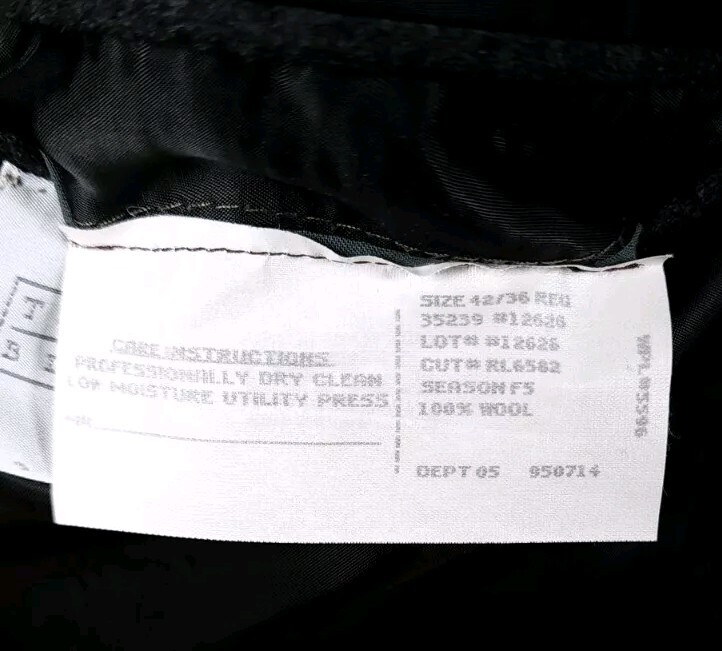 CARE INSTRUCTIONS
PROFESSIONALLY DRY CLEAN
LOW MOISTURE UTILITY PRESS
SIZE 42/36 REG
35239 #12626
LOT# #12626
CUT# RL6582
SEASON F5
100% WOOL
DEPT 05 950714
WPL 05596